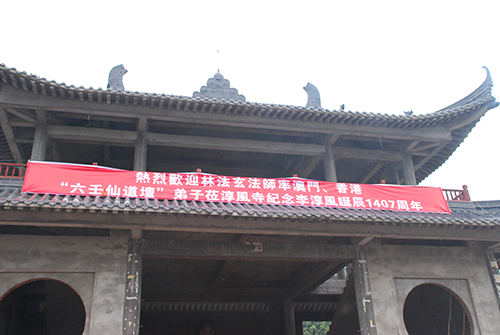 熱烈歡迎林法玄法師率澳門、香港
“六壬仙道壇”弟子莅淳風寺紀念李淳風誕辰1407周年